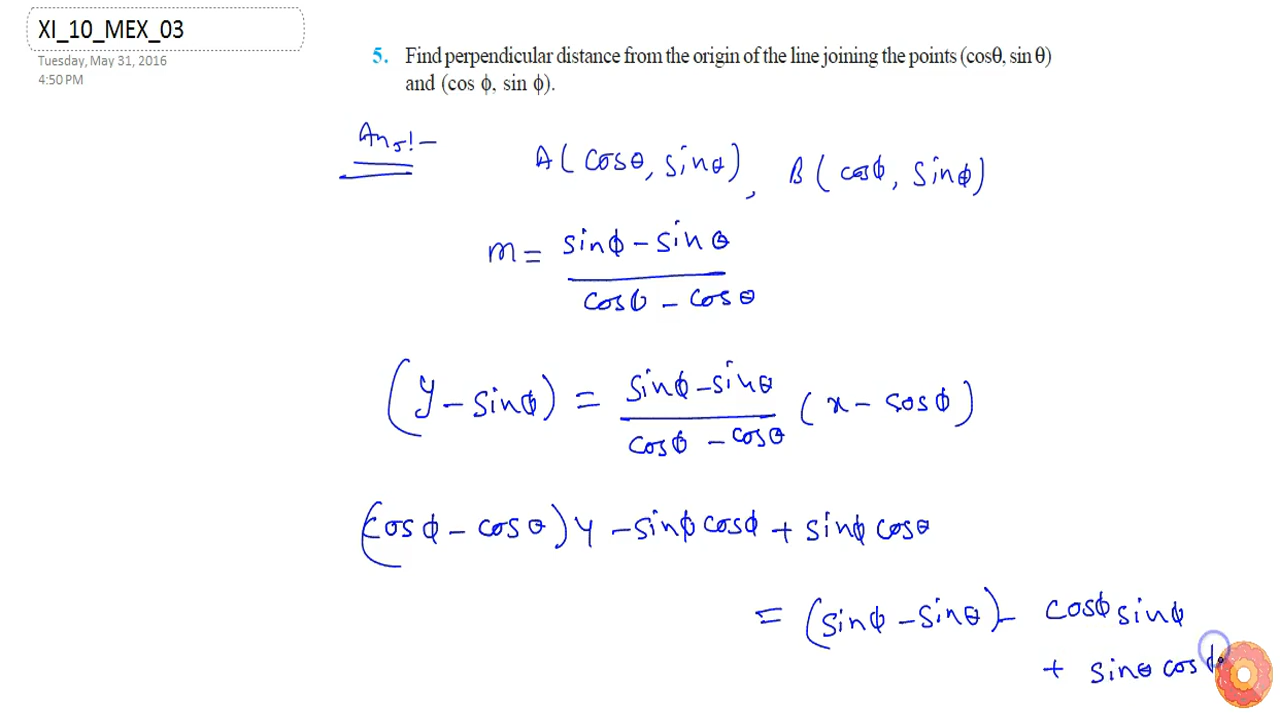 XI_10_MEX_03
Tuesday, May 31, 2016
4:50 PM
5. Find perpendicular distance from the origin of the line joining the points (cosθ, sin θ)
and (cos ϕ, sin ϕ).
Ans!-
A(cosθ, sinθ), B(cosϕ, sinϕ)
m = (sinϕ - sinθ)/(cosϕ - cosθ)
(y - sinϕ) = (sinϕ - sinθ)/(cosϕ - cosθ) (x - cosϕ)
(cosϕ - cosθ)y - sinϕ cosϕ + sinϕ cosθ
= (sinϕ - sinθ) - cosϕ sinϕ
+ sinθ cos